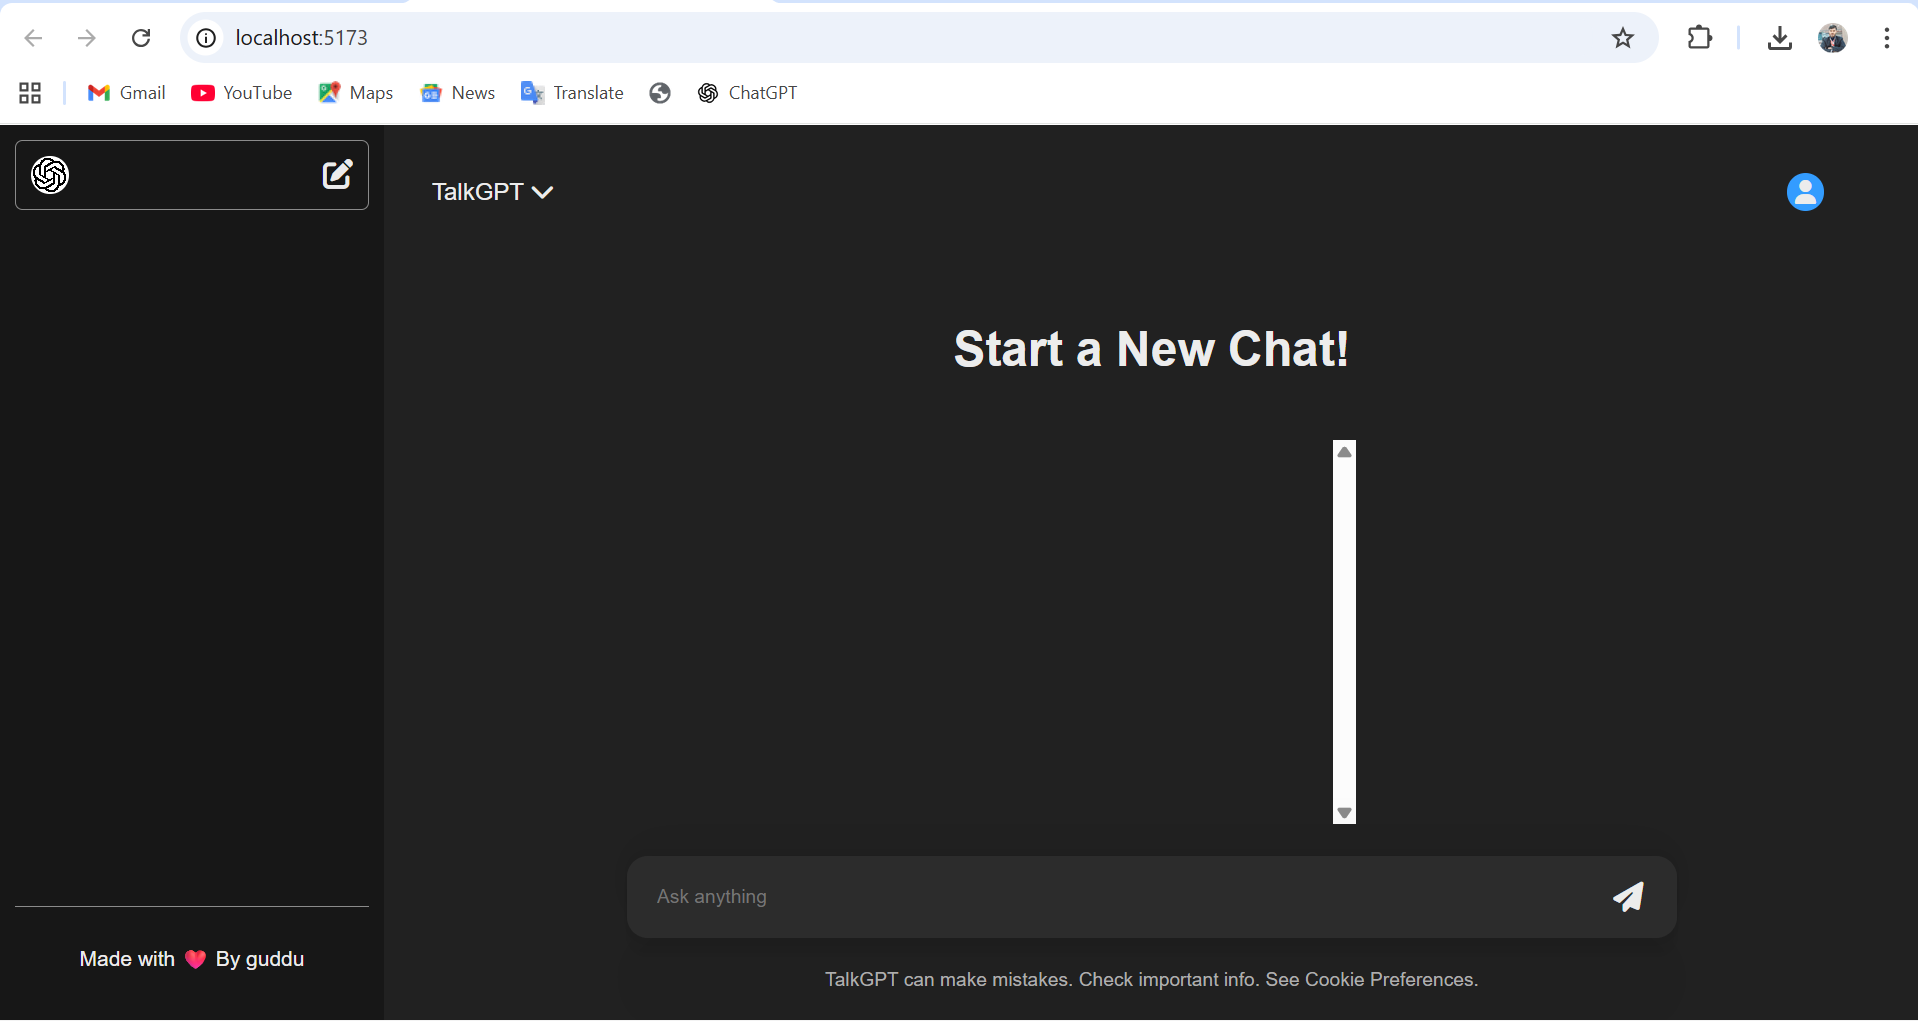 localhost:5173
Gmail YouTube Maps News Translate ChatGPT
TalkGPT
Start a New Chat!
Ask anything
Made with ❤️ By guddu
TalkGPT can make mistakes. Check important info. See Cookie Preferences.